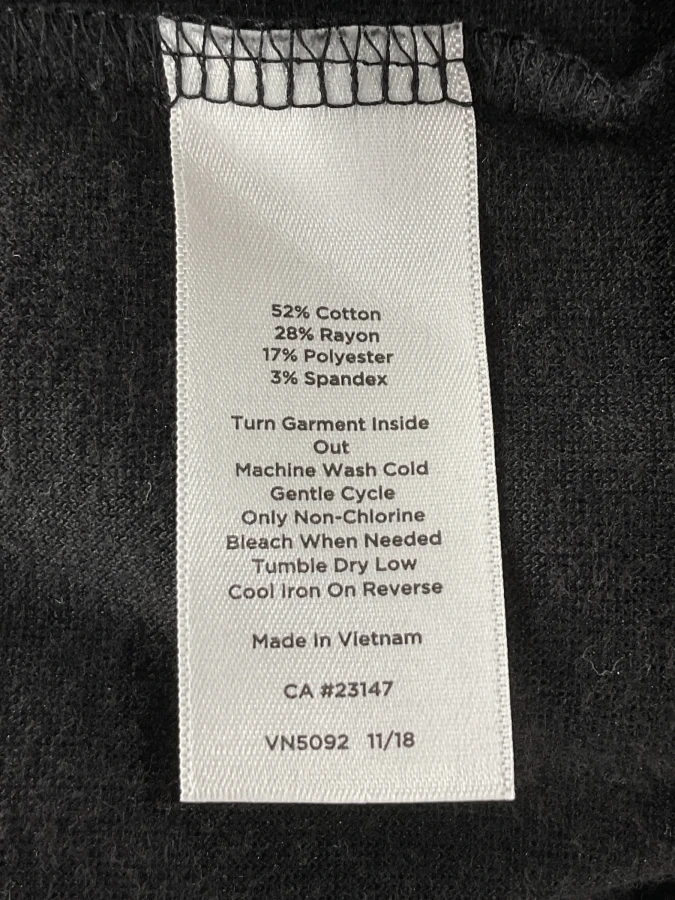 52% Cotton
28% Rayon
17% Polyester
3% Spandex
Turn Garment Inside
Out
Machine Wash Cold
Gentle Cycle
Only Non-Chlorine
Bleach When Needed
Tumble Dry Low
Cool Iron On Reverse
Made In Vietnam
CA #23147
VN5092 11/18